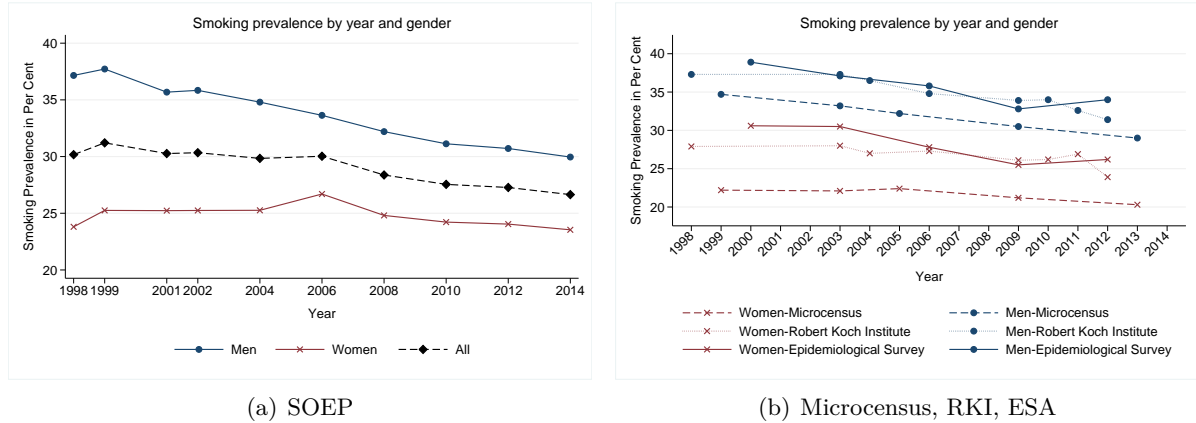 Smoking prevalence by year and gender
Smoking Prevalence in Per Cent
40
35
30
25
20
1998 1999 2001 2002 2004 2006 2008 2010 2012 2014
Year
Men Women All
(a) SOEP
Smoking prevalence by year and gender
Smoking Prevalence in Per Cent
40
35
30
25
20
1998 1999 2000 2001 2002 2003 2004 2005 2006 2007 2008 2009 2010 2011 2012 2013 2014
Year
Women-Microcensus Men-Microcensus
Women-Robert Koch Institute Men-Robert Koch Institute
Women-Epidemiological Survey Men-Epidemiological Survey
(b) Microcensus, RKI, ESA